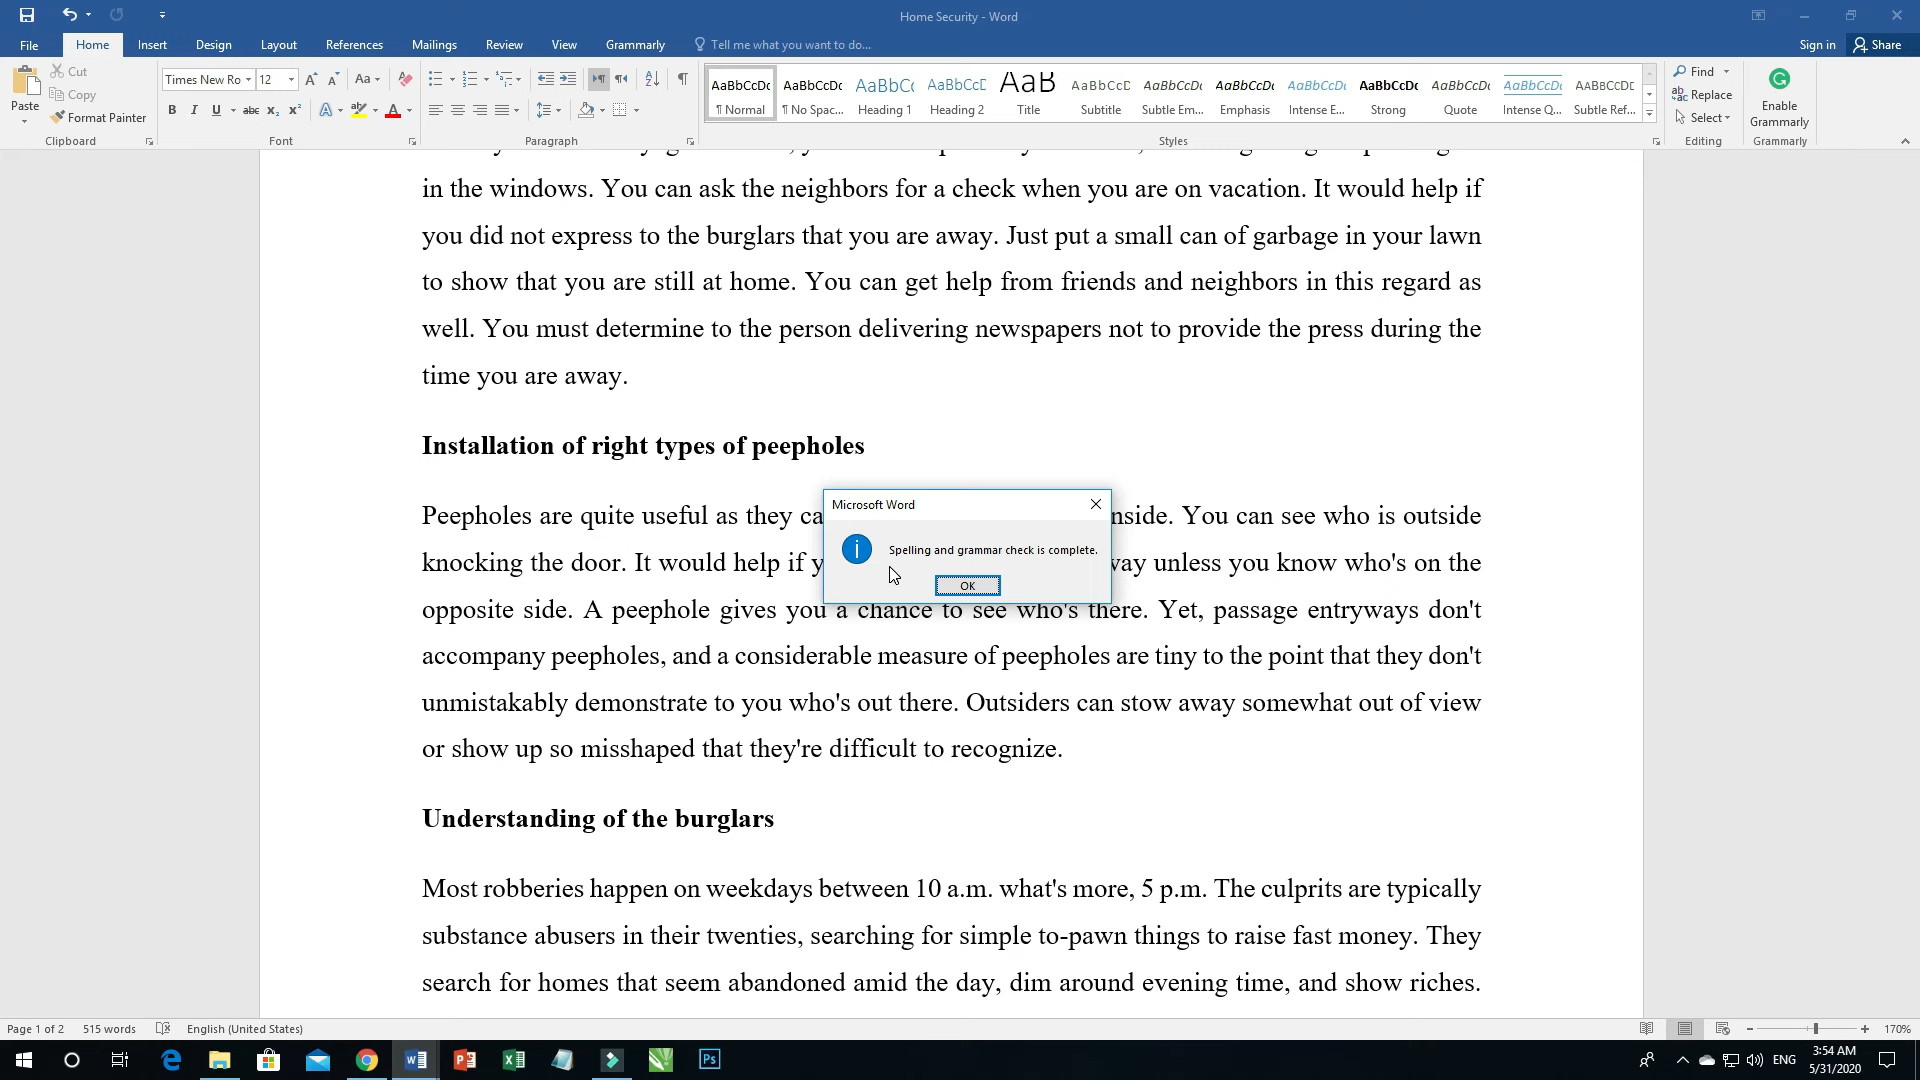 Home Security - Word
File Home Insert Design Layout References Mailings Review View Grammarly Tell me what you want to do... Sign in Share
Paste
Cut
Copy
Format Painter
Clipboard
Times New Ro 12
Font
Paragraph
AaBbCcDc AaBbCcDc AaBbCc AaBbCcD AaB AaBbCcD AaBbCcDc AaBbCcDc AaBbCcDc AaBbCcDc AaBbCcDc AaBbCcDc AABBCCDD
¶ Normal ¶ No Spac... Heading 1 Heading 2 Title Subtitle Subtle Em... Emphasis Intense E... Strong Quote Intense Q... Subtle Ref...
Styles
Find
Replace
Select
Editing
Enable
Grammarly
Grammarly
in the windows. You can ask the neighbors for a check when you are on vacation. It would help if
you did not express to the burglars that you are away. Just put a small can of garbage in your lawn
to show that you are still at home. You can get help from friends and neighbors in this regard as
well. You must determine to the person delivering newspapers not to provide the press during the
time you are away.
Installation of right types of peepholes
Peepholes are quite useful as they nside. You can see who is outside
knocking the door. It would help if unless you know who's on the
opposite side. A peephole gives you a chance to see who's there. Yet, passage entryways don't
accompany peepholes, and a considerable measure of peepholes are tiny to the point that they don't
unmistakably demonstrate to you who's out there. Outsiders can stow away somewhat out of view
or show up so misshaped that they're difficult to recognize.
Microsoft Word
Spelling and grammar check is complete.
OK
Understanding of the burglars
Most robberies happen on weekdays between 10 a.m. what's more, 5 p.m. The culprits are typically
substance abusers in their twenties, searching for simple to-pawn things to raise fast money. They
search for homes that seem abandoned amid the day, dim around evening time, and show riches.
Page 1 of 2 515 words English (United States) 170%
ENG
3:54 AM
5/31/2020